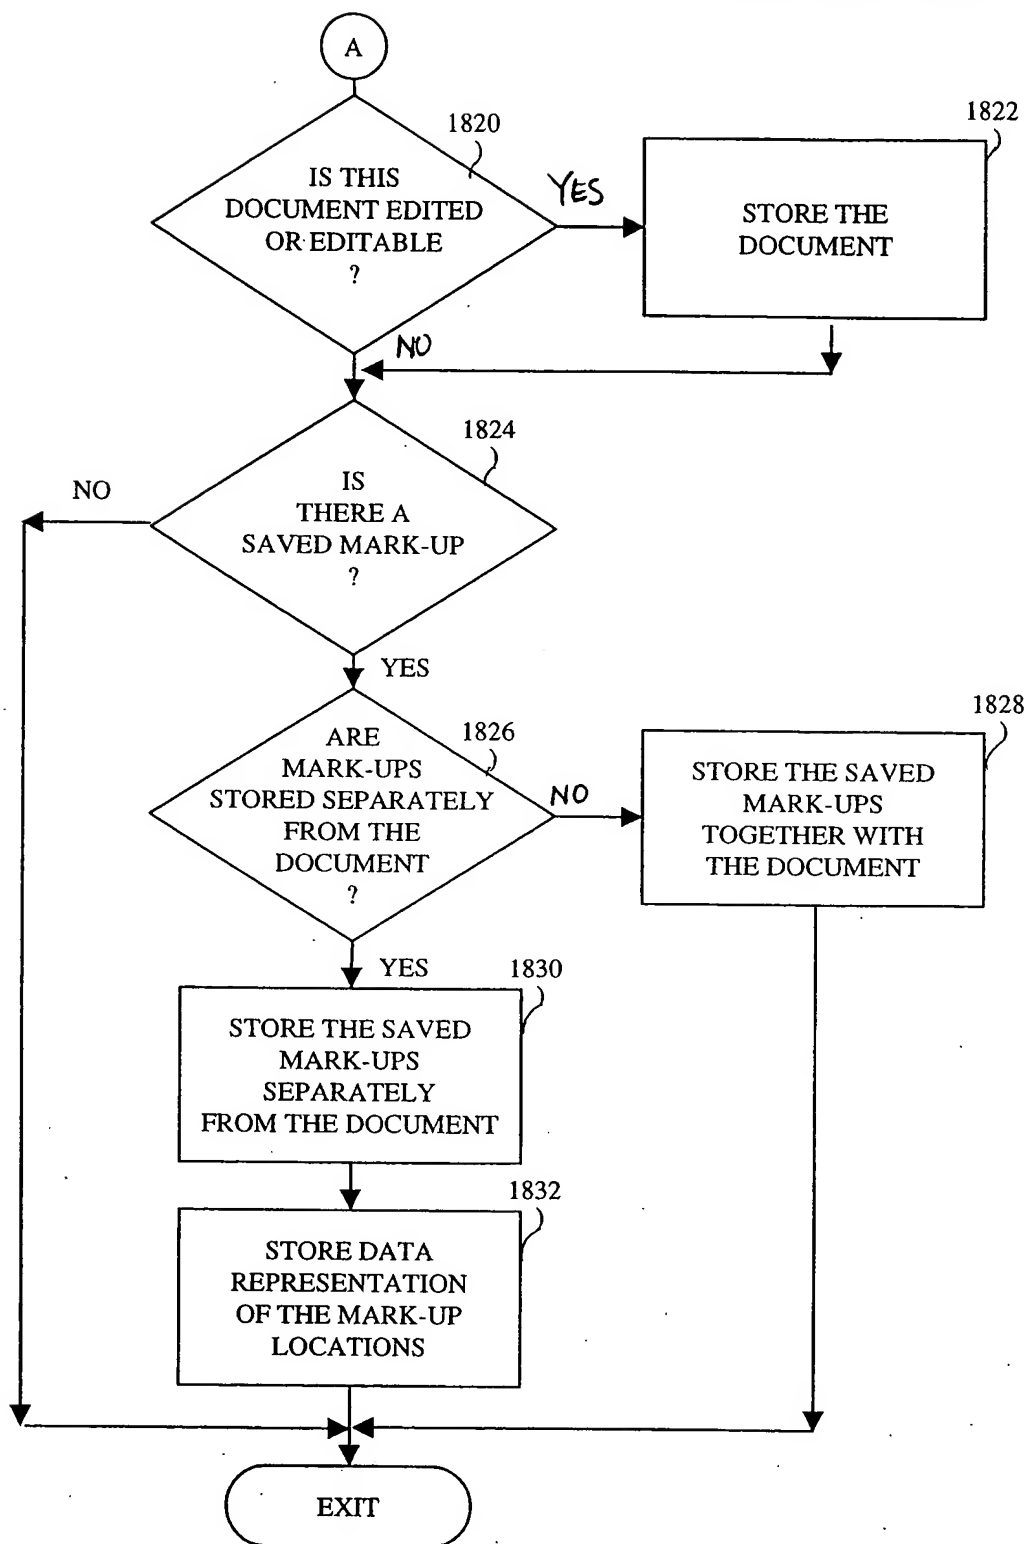 A
1820
IS THIS
DOCUMENT EDITED
OR EDITABLE
?
YES
1822
STORE THE
DOCUMENT
NO
1824
IS
THERE A
SAVED MARK-UP
?
NO
YES
1826
ARE
MARK-UPS
STORED SEPARATELY
FROM THE
DOCUMENT
?
NO
1828
STORE THE SAVED
MARK-UPS
TOGETHER WITH
THE DOCUMENT
YES
1830
STORE THE SAVED
MARK-UPS
SEPARATELY
FROM THE DOCUMENT
1832
STORE DATA
REPRESENTATION
OF THE MARK-UP
LOCATIONS
EXIT